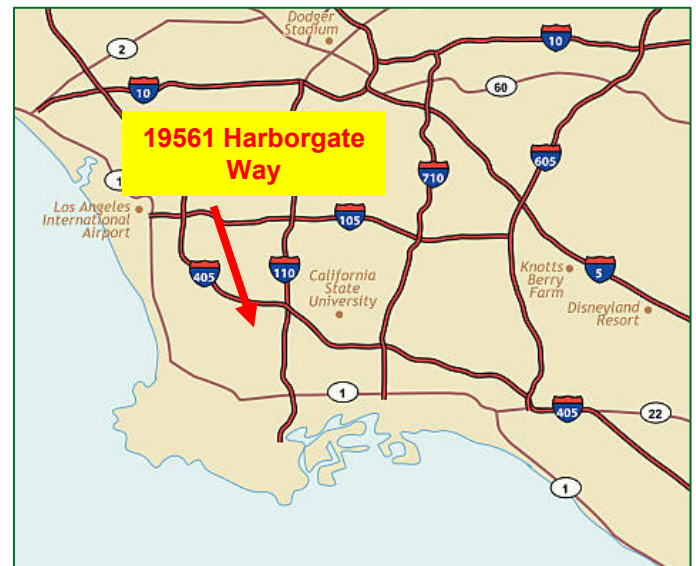 Dodger
Stadium
2
10
10
60
19561 Harborgate
Way
605
1
710
Los Angeles
International
Airport
105
405
110
California
State
University
Knotts
Berry
Farm
5
Disneyland
Resort
1
405
22
1